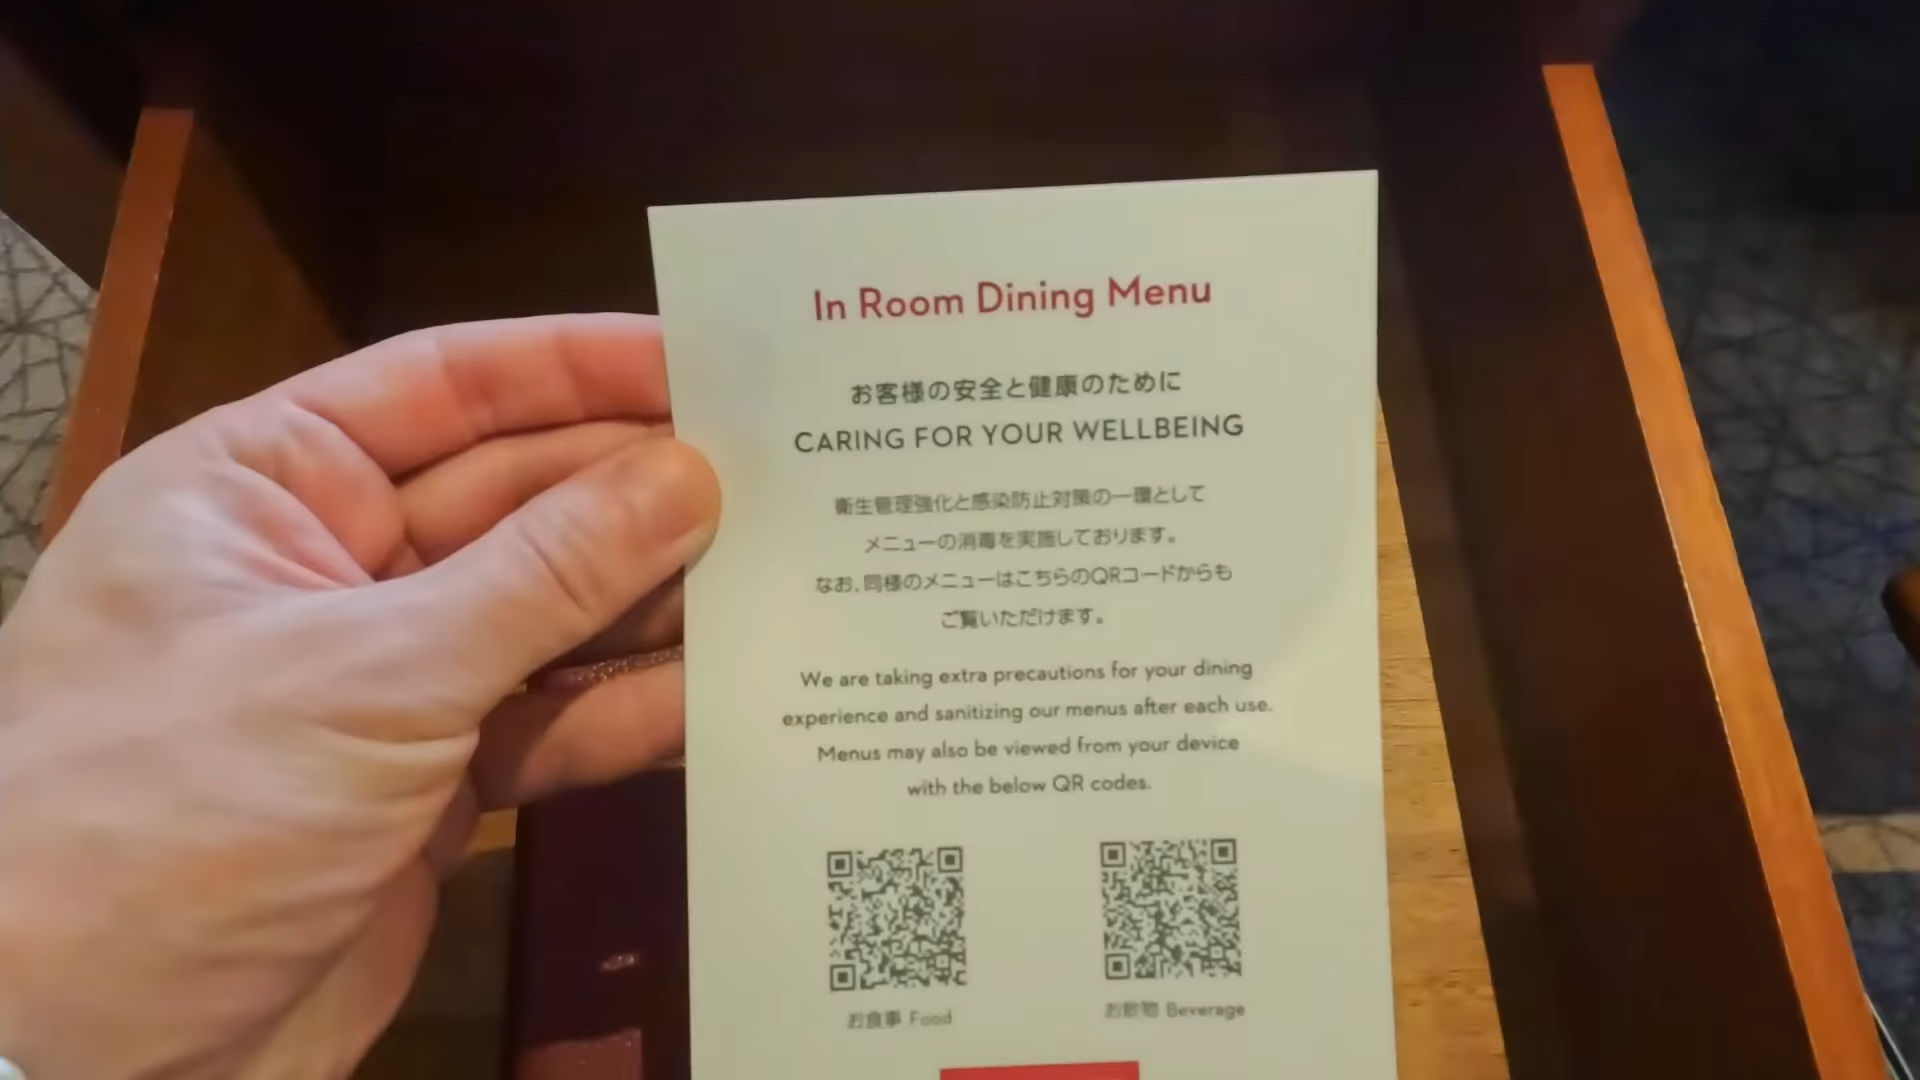 In Room Dining Menu
お客様の安全と健康のために
CARING FOR YOUR WELLBEING
衛生管理強化と感染防止対策の一環として
メニューの消毒を実施しております。
なお、同様のメニューはこちらのQRコードからも
ご覧いただけます。
We are taking extra precautions for your dining
experience and sanitizing our menus after each use.
Menus may also be viewed from your device
with the below QR codes.
お食事 Food
お飲物 Beverage